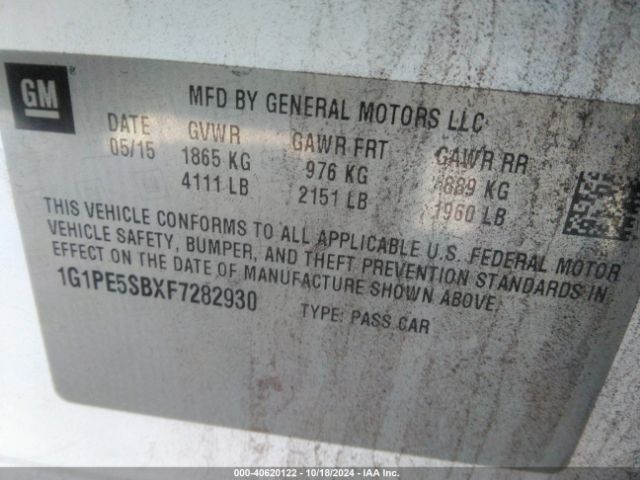 GM
MFD BY GENERAL MOTORS LLC
DATE GVWR GAWR FRT GAWR RR
05/15 1865 KG 976 KG 889 KG
4111 LB 2151 LB 1960 LB
THIS VEHICLE CONFORMS TO ALL APPLICABLE U.S. FEDERAL MOTOR
VEHICLE SAFETY, BUMPER, AND THEFT PREVENTION STANDARDS IN
EFFECT ON THE DATE OF MANUFACTURE SHOWN ABOVE.
1G1PE5SBXF7282930 TYPE: PASS CAR
000-40620122 | 10/18/2024 | IAA Inc.